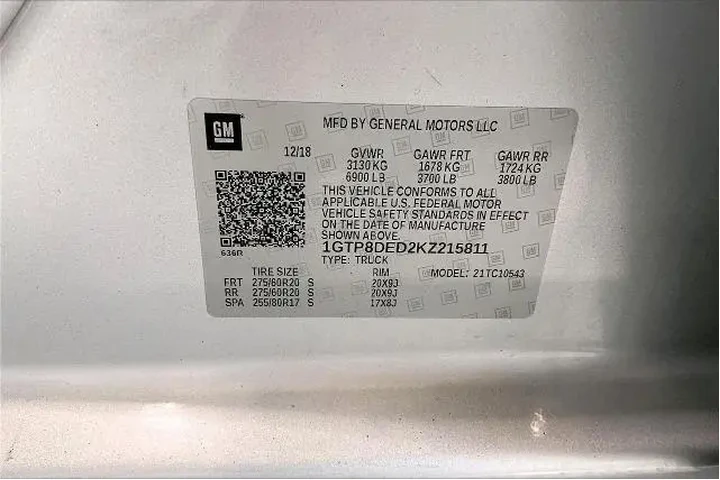 GM
MFD BY GENERAL MOTORS LLC
12/18 GVWR GAWR FRT GAWR RR
3130 KG 1678 KG 1724 KG
6900 LB 3700 LB 3800 LB
THIS VEHICLE CONFORMS TO ALL
APPLICABLE U.S. FEDERAL MOTOR
VEHICLE SAFETY STANDARDS IN EFFECT
ON THE DATE OF MANUFACTURE
SHOWN ABOVE.
636R
1GTP8DED2KZ215811
TYPE: TRUCK
TIRE SIZE RIM MODEL: 21TC10543
FRT 275/60R20 S 20X9J
RR 275/60R20 S 20X9J
SPA 255/80R17 S 17X8J